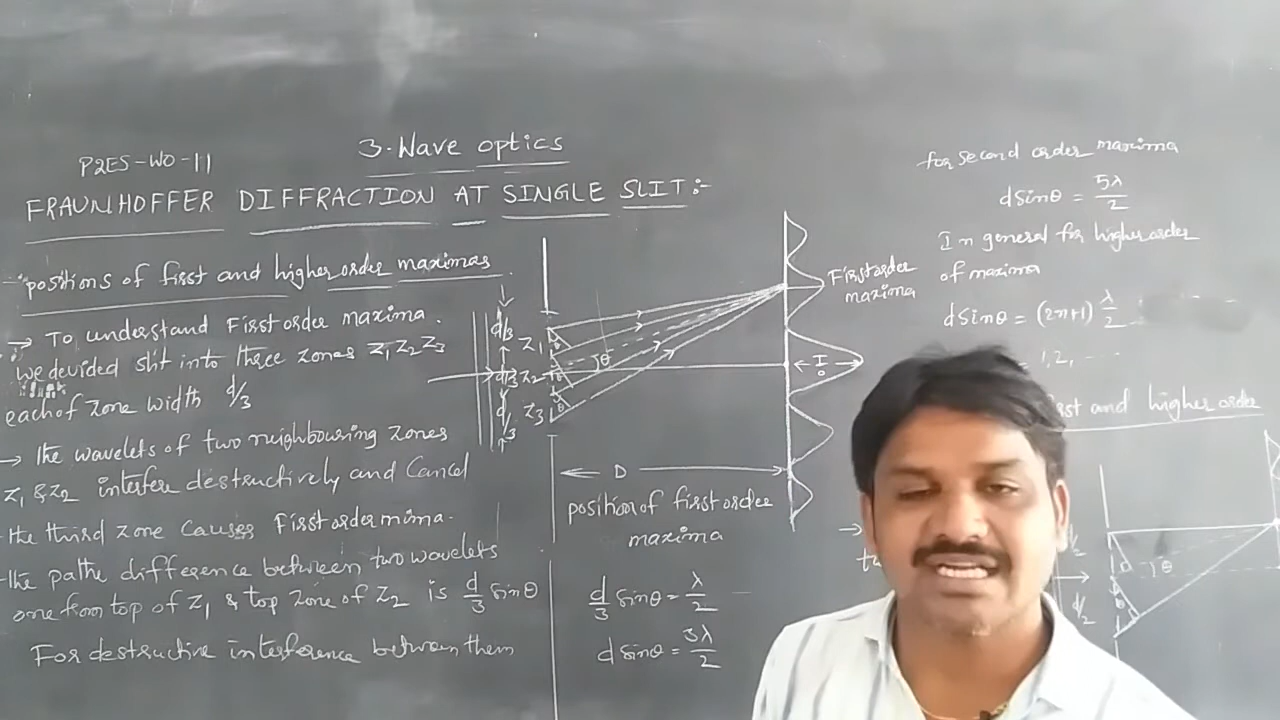 3. Wave optics
P2ES-WO-11
FRAUNHOFFER DIFFRACTION AT SINGLE SLIT:-
positions of first and higher order maximas
→ To understand First order maxima.
we devided slit into three zones Z1 Z2 Z3
each of zone width d/3
→ the wavelets of two neighbouring zones
Z1 & Z2 interfere destructively and Cancel
-the third zone causes First order mima.
-the pathe difference between two wavelets
one from top of Z1 & top zone of Z2 is d/3 sinθ
For destructive interference between them
d/3
d/3
d/3
Z1
Z2
Z3
θ
θ
θ
θ
First order
maxima
I0
D
position of first order
maxima
d/3 sinθ = λ/2
d sinθ = 3λ/2
for second order maxima
d sinθ = 5λ/2
In general for higher order
of maxima
d sinθ = (2n+1) λ/2
= 1, 2, ....
and higher order
→
d/2
d/2
θ
θ